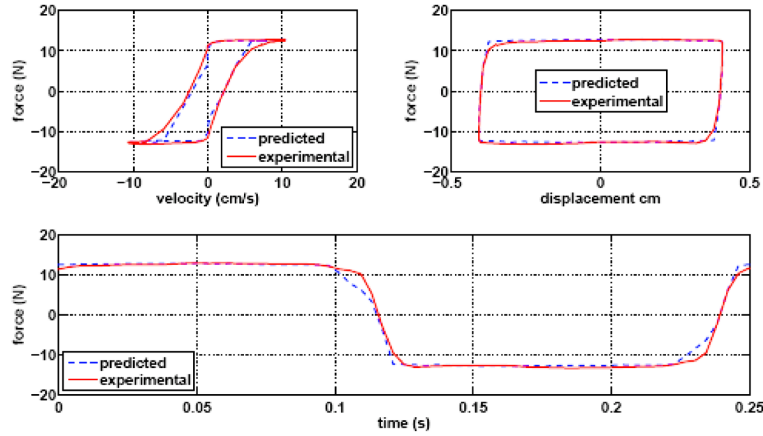 20
10
0
−10
−20
force (N)
−20
−10
0
10
20
velocity (cm/s)
predicted
experimental
20
10
0
−10
−20
force (N)
−0.5
0
0.5
displacement cm
predicted
experimental
20
10
0
−10
−20
force (N)
0
0.05
0.1
0.15
0.2
0.25
time (s)
predicted
experimental